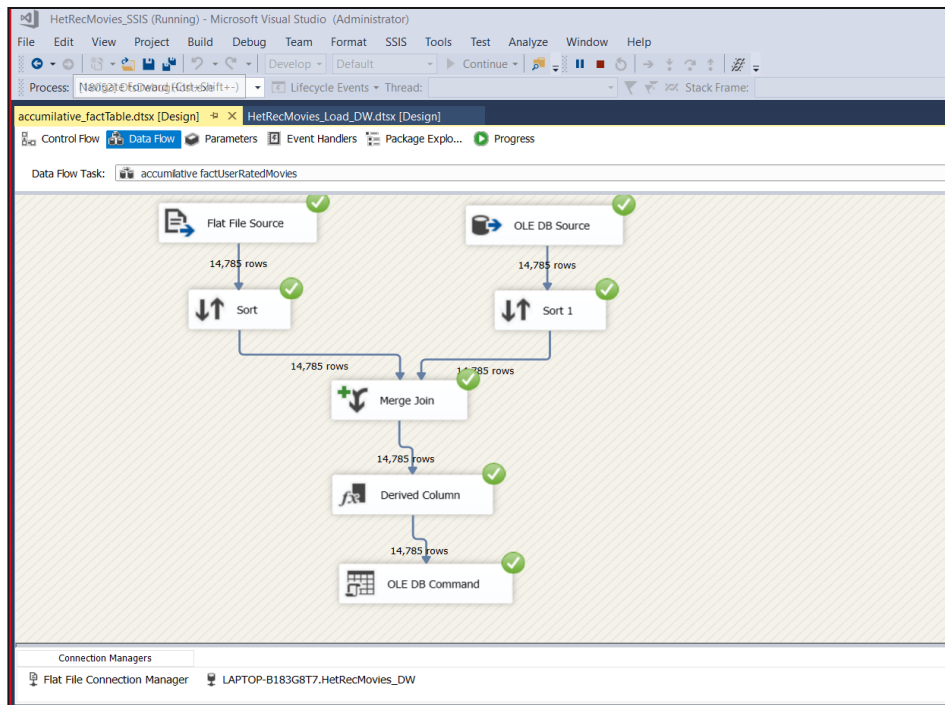 HetRecMovies_SSIS (Running) - Microsoft Visual Studio (Administrator)
File Edit View Project Build Debug Team Format SSIS Tools Test Analyze Window Help
Develop Default Continue
Process: Lifecycle Events Thread: Stack Frame:
accumilative_factTable.dtsx [Design] HetRecMovies_Load_DW.dtsx [Design]
Control Flow Data Flow Parameters Event Handlers Package Explo... Progress
Data Flow Task: accumilative factUserRatedMovies
Flat File Source OLE DB Source
14,785 rows 14,785 rows
Sort Sort 1
14,785 rows 14,785 rows
Merge Join
14,785 rows
Derived Column
14,785 rows
OLE DB Command
Connection Managers
Flat File Connection Manager LAPTOP-B183G8T7.HetRecMovies_DW